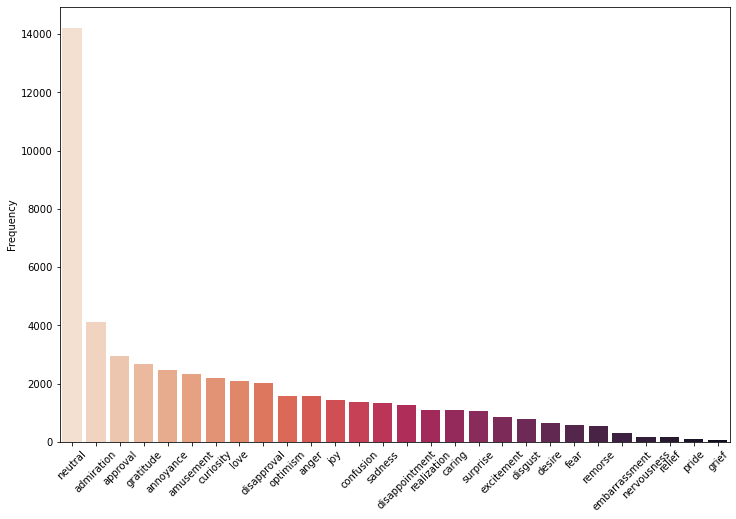 14000
12000
10000
8000
6000
4000
2000
0
Frequency
neutral
admiration
approval
gratitude
annoyance
amusement
curiosity
love
disapproval
optimism
anger
joy
confusion
sadness
disappointment
realization
caring
surprise
excitement
disgust
desire
fear
remorse
embarrassment
nervousness
relief
pride
grief